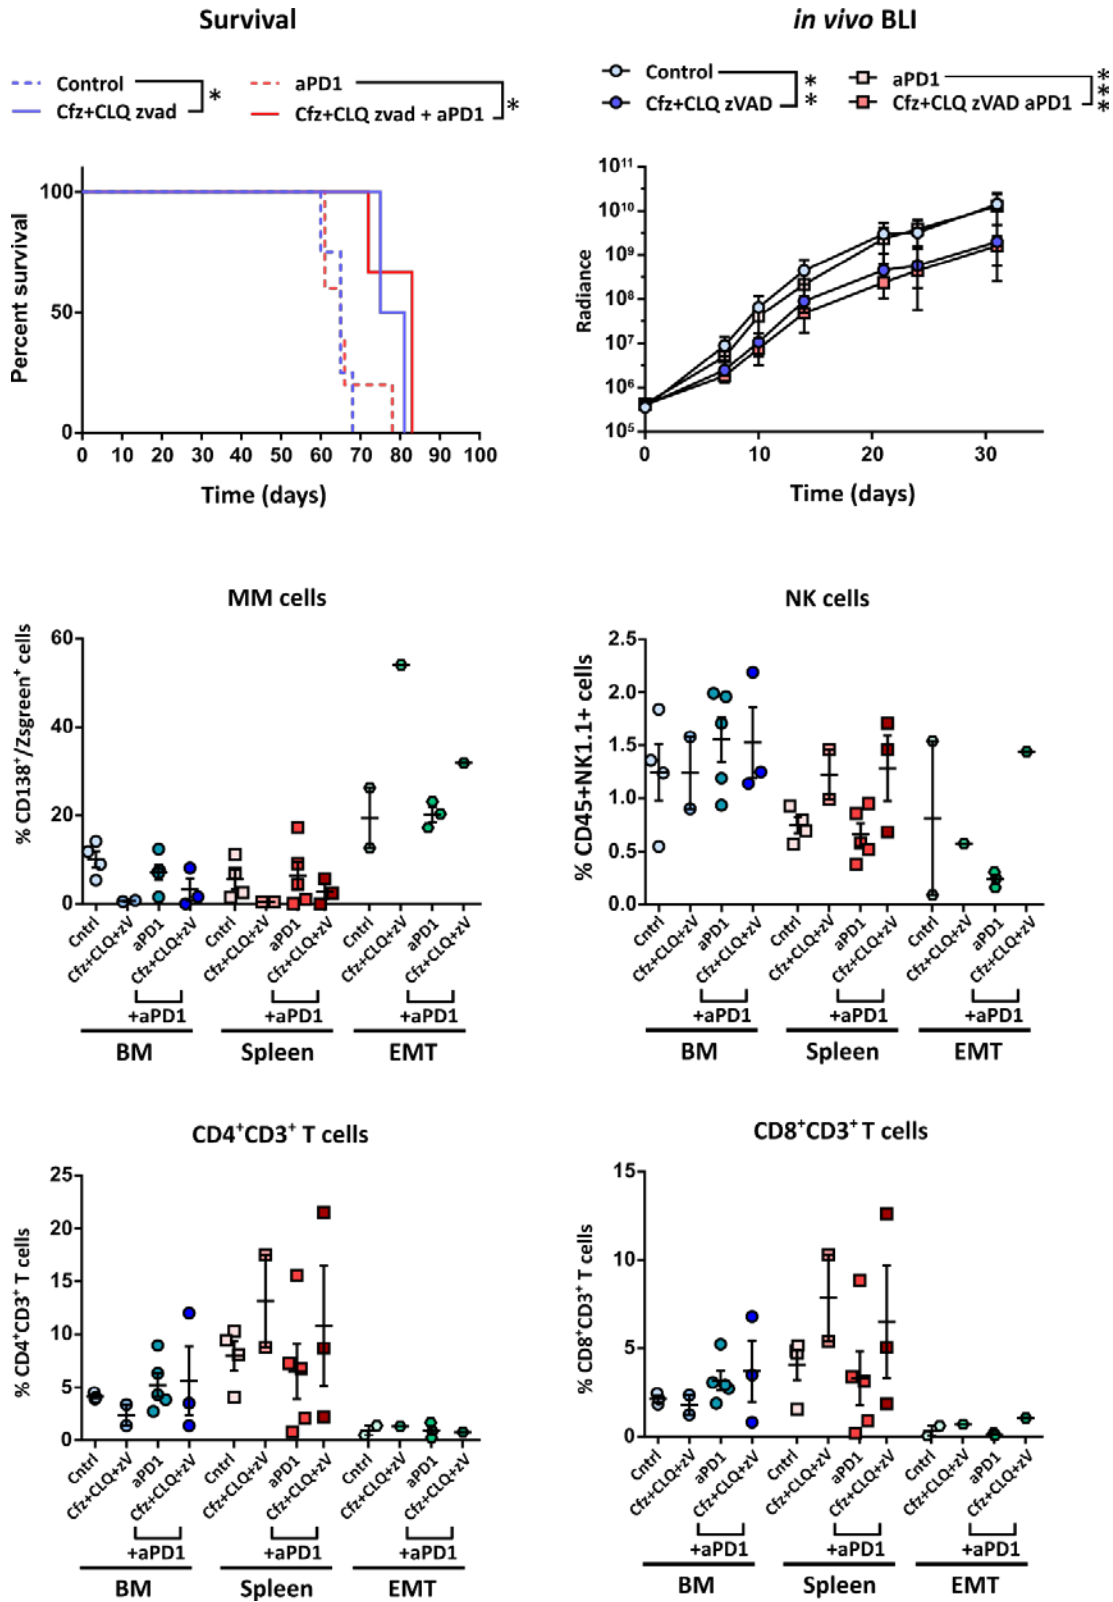 Survival
Control
*
Cfz+CLQ zvad
aPD1
*
Cfz+CLQ zvad + aPD1
Percent survival
100
50
0
0 10 20 30 40 50 60 70 80 90 100
Time (days)
in vivo BLI
Control
**
Cfz+CLQ zVAD
aPD1
***
Cfz+CLQ zVAD aPD1
Radiance
10¹¹
10¹⁰
10⁹
10⁸
10⁷
10⁶
10⁵
0 10 20 30
Time (days)
MM cells
% CD138⁺/Zsgreen⁺ cells
60
40
20
0
Cntrl
Cfz+CLQ+zV
aPD1
Cfz+CLQ+zV
Cntrl
Cfz+CLQ+zV
aPD1
Cfz+CLQ+zV
Cntrl
Cfz+CLQ+zV
aPD1
Cfz+CLQ+zV
+aPD1 +aPD1 +aPD1
BM Spleen EMT
NK cells
% CD45+NK1.1+ cells
2.5
2.0
1.5
1.0
0.5
0.0
Cntrl
Cfz+CLQ+zV
aPD1
Cfz+CLQ+zV
Cntrl
Cfz+CLQ+zV
aPD1
Cfz+CLQ+zV
Cntrl
Cfz+CLQ+zV
aPD1
Cfz+CLQ+zV
+aPD1 +aPD1 +aPD1
BM Spleen EMT
CD4⁺CD3⁺ T cells
% CD4⁺CD3⁺ T cells
25
20
15
10
5
0
Cntrl
Cfz+CLQ+zV
aPD1
Cfz+CLQ+zV
Cntrl
Cfz+CLQ+zV
aPD1
Cfz+CLQ+zV
Cntrl
Cfz+CLQ+zV
aPD1
Cfz+CLQ+zV
+aPD1 +aPD1 +aPD1
BM Spleen EMT
CD8⁺CD3⁺ T cells
% CD8⁺CD3⁺ T cells
15
10
5
0
Cntrl
Cfz+CLQ+zV
aPD1
Cfz+CLQ+zV
Cntrl
Cfz+CLQ+zV
aPD1
Cfz+CLQ+zV
Cntrl
Cfz+CLQ+zV
aPD1
Cfz+CLQ+zV
+aPD1 +aPD1 +aPD1
BM Spleen EMT